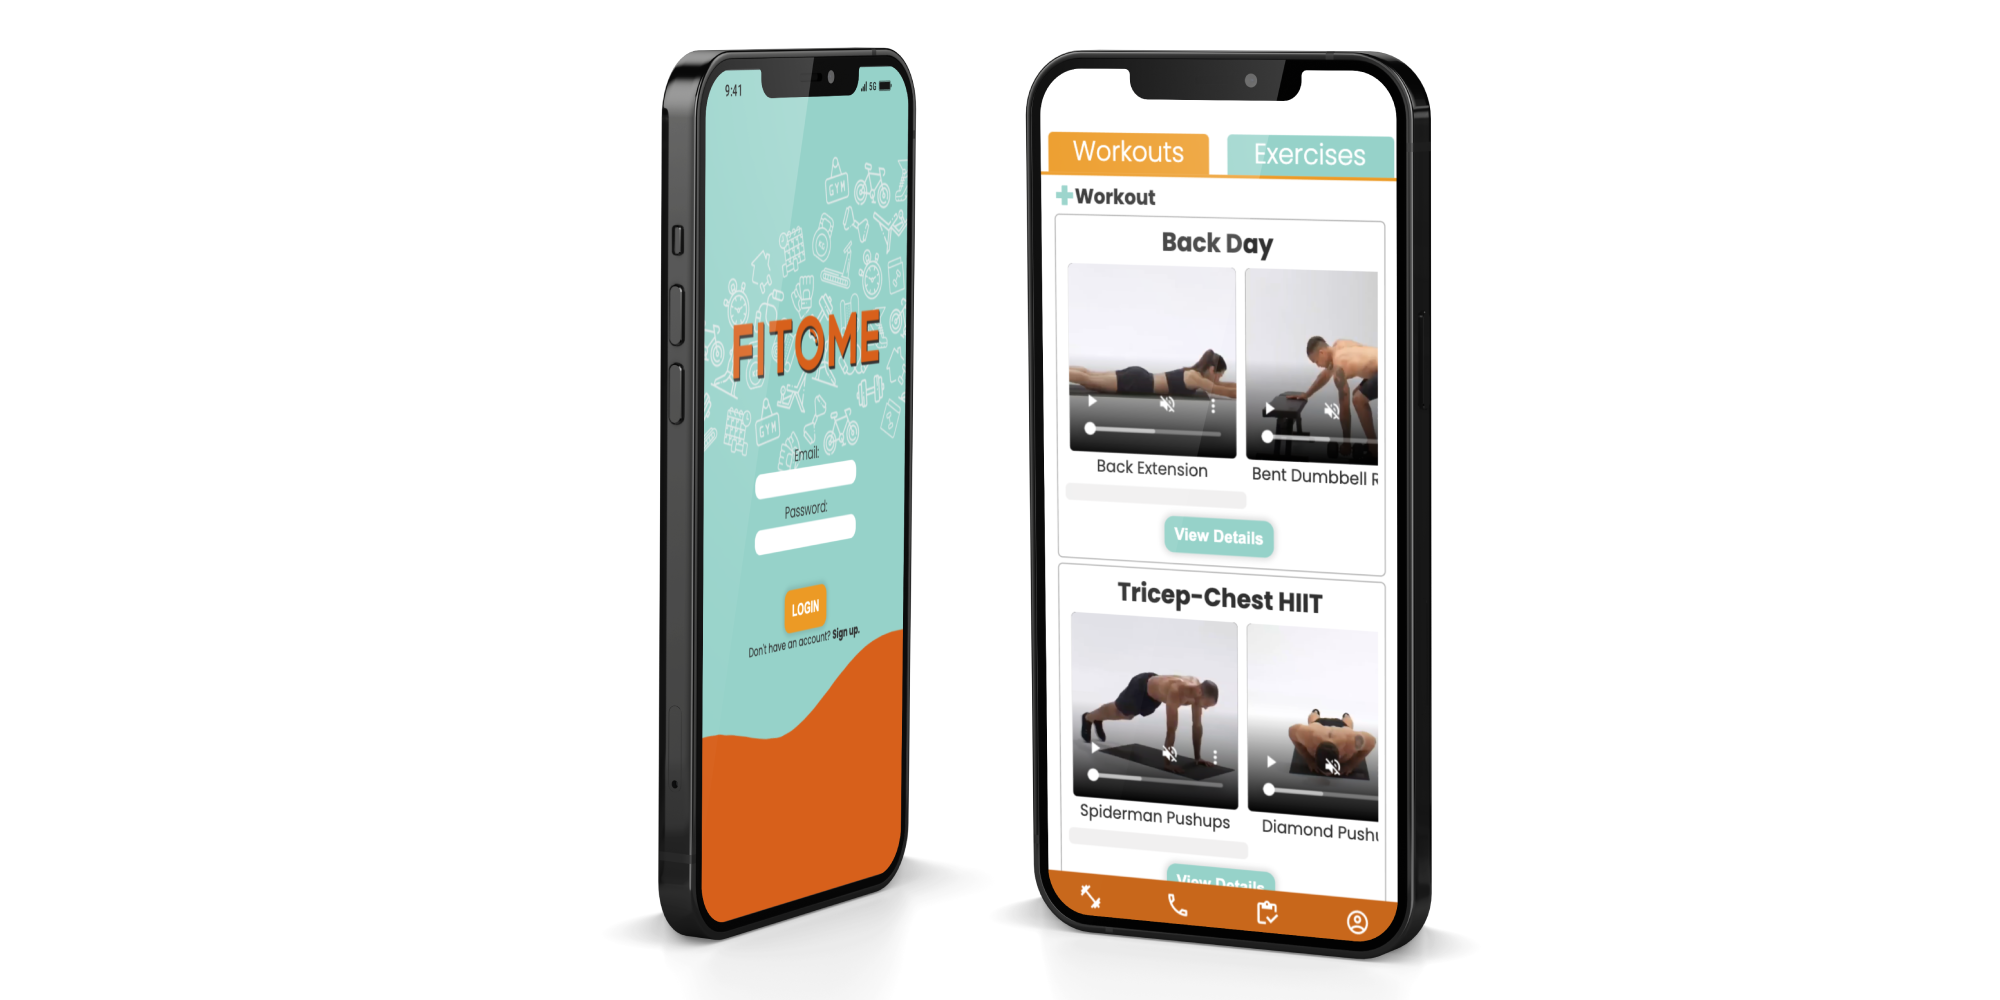 9:41
5G
GYM
FITOME
GYM
Email:
Password:
LOGIN
Don't have an account? Sign up.
Workouts
Exercises
Workout
Back Day
Back Extension
Bent Dumbbell R
View Details
Tricep-Chest HIIT
Spiderman Pushups
Diamond Pushu
View Details